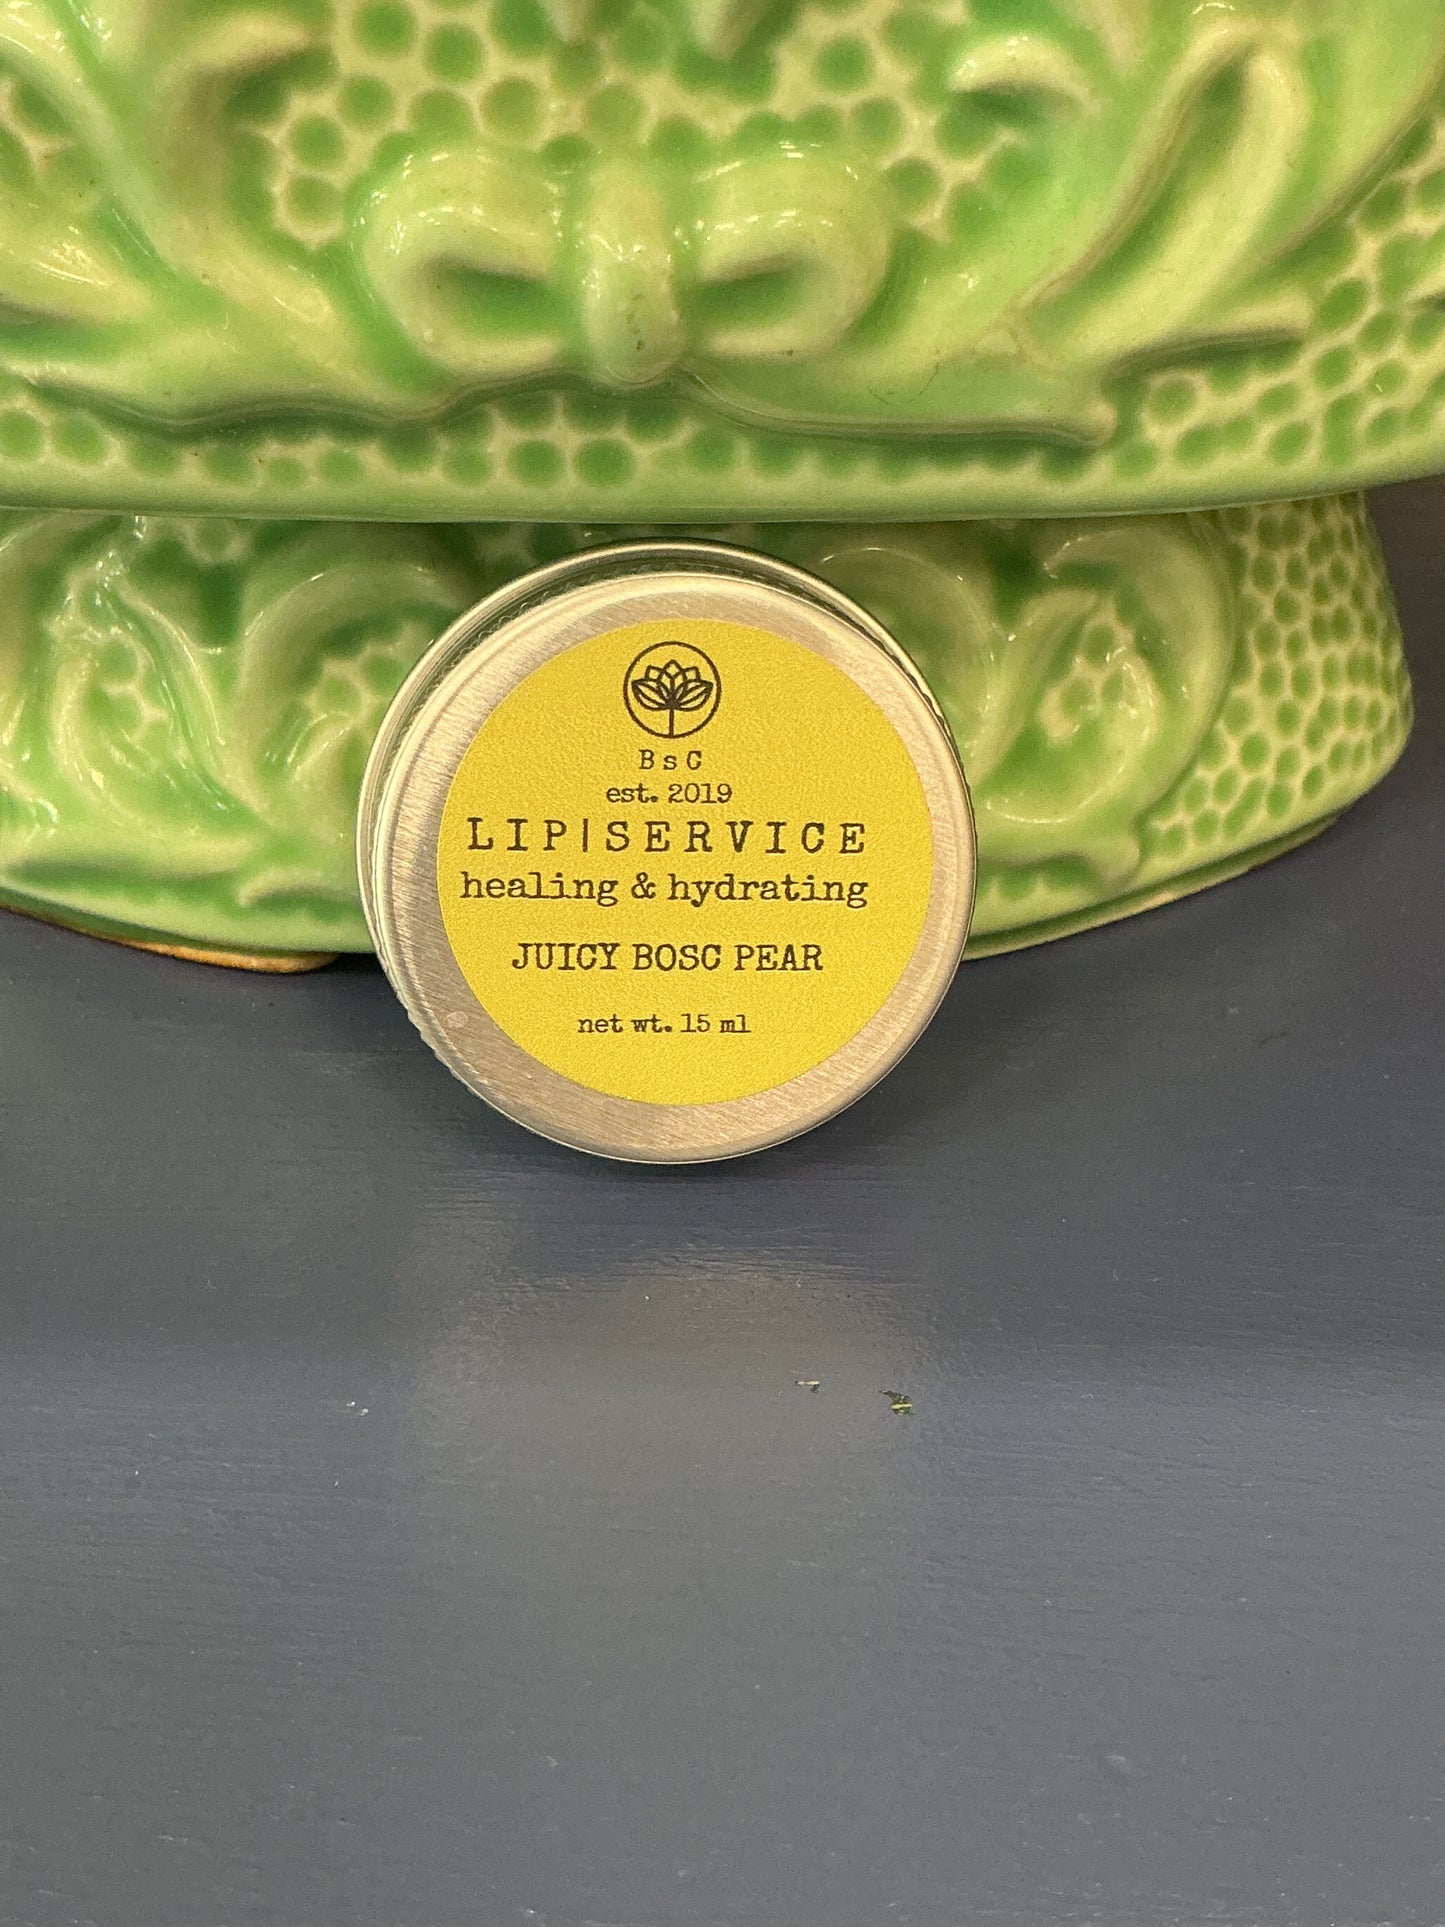 BsC
est. 2019
LIP|SERVICE
healing & hydrating
JUICY BOSC PEAR
net wt. 15 ml